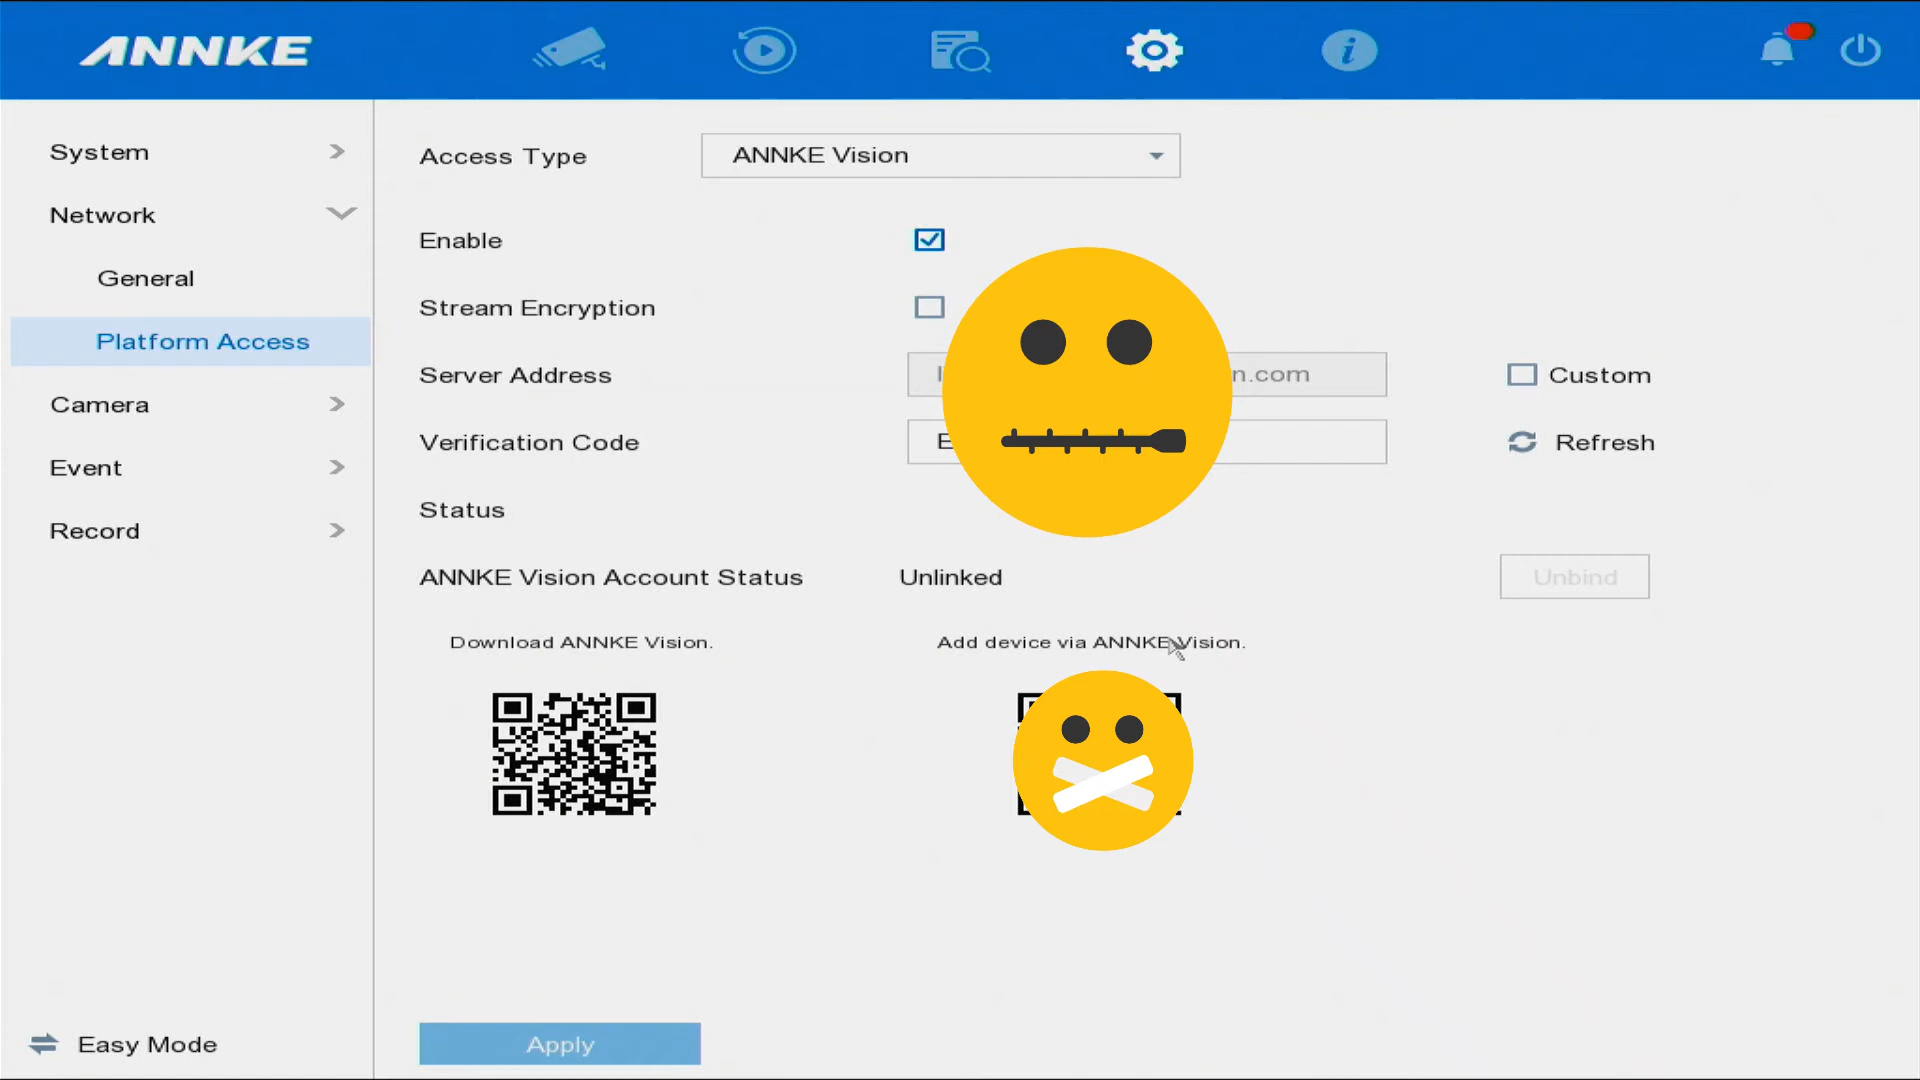 ANNKE
System
Network
General
Platform Access
Camera
Event
Record
Easy Mode
Access Type ANNKE Vision
Enable
Stream Encryption
Server Address n.com Custom
Verification Code E Refresh
Status
ANNKE Vision Account Status Unlinked Unbind
Download ANNKE Vision. Add device via ANNKE Vision.
Apply